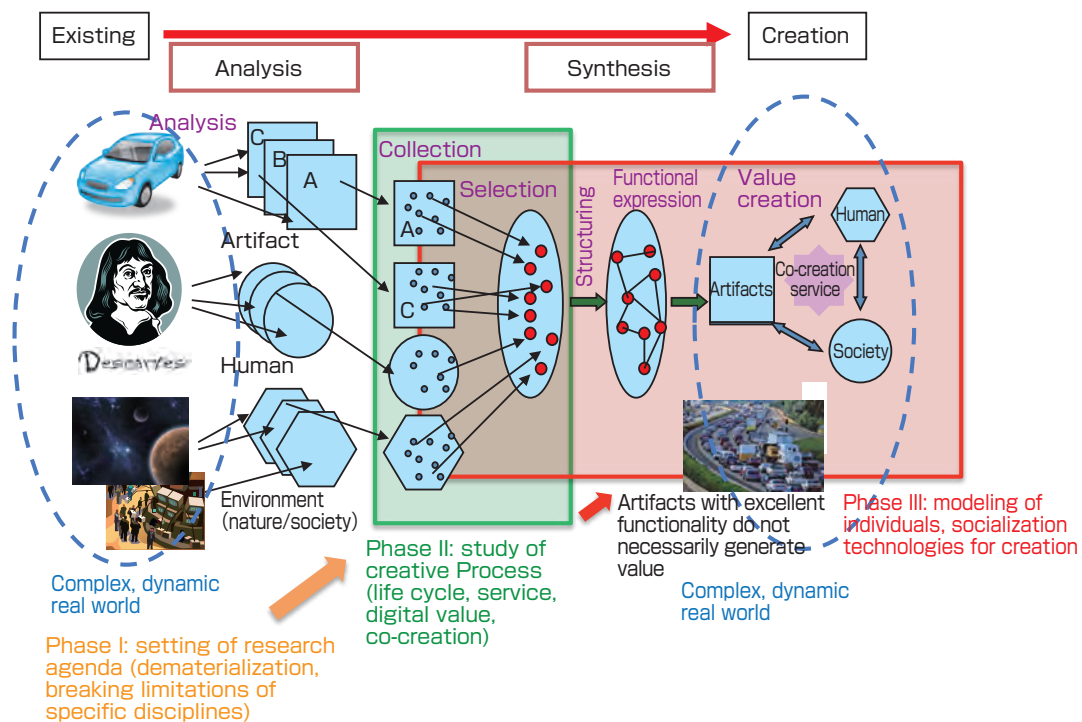 Existing
Creation
Analysis
Synthesis
Analysis
C
B
A
Artifact
Descartes
Human
Environment
(nature/society)
Complex, dynamic
real world
Phase I: setting of research
agenda (dematerialization,
breaking limitations of
specific disciplines)
Collection
A
C
Selection
Structuring
Functional
expression
Value
creation
Human
Artifacts
Co-creation
service
Society
Phase II: study of
creative Process
(life cycle, service,
digital value,
co-creation)
Artifacts with excellent
functionality do not
necessarily generate
value
Complex, dynamic
real world
Phase III: modeling of
individuals, socialization
technologies for creation